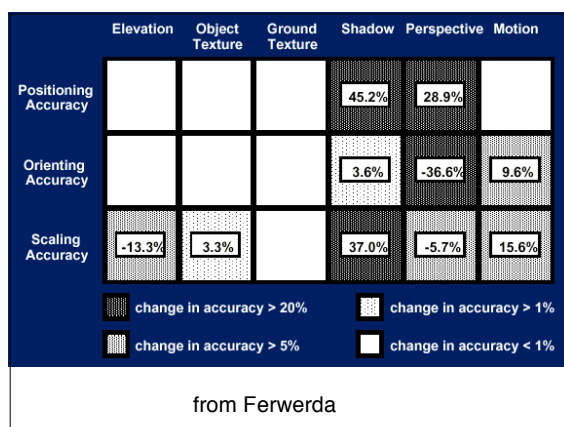 Elevation Object Texture Ground Texture Shadow Perspective Motion
Positioning Accuracy 45.2% 28.9%
Orienting Accuracy 3.6% -36.6% 9.6%
Scaling Accuracy -13.3% 3.3% 37.0% -5.7% 15.6%
change in accuracy > 20% change in accuracy > 1%
change in accuracy > 5% change in accuracy < 1%
from Ferwerda